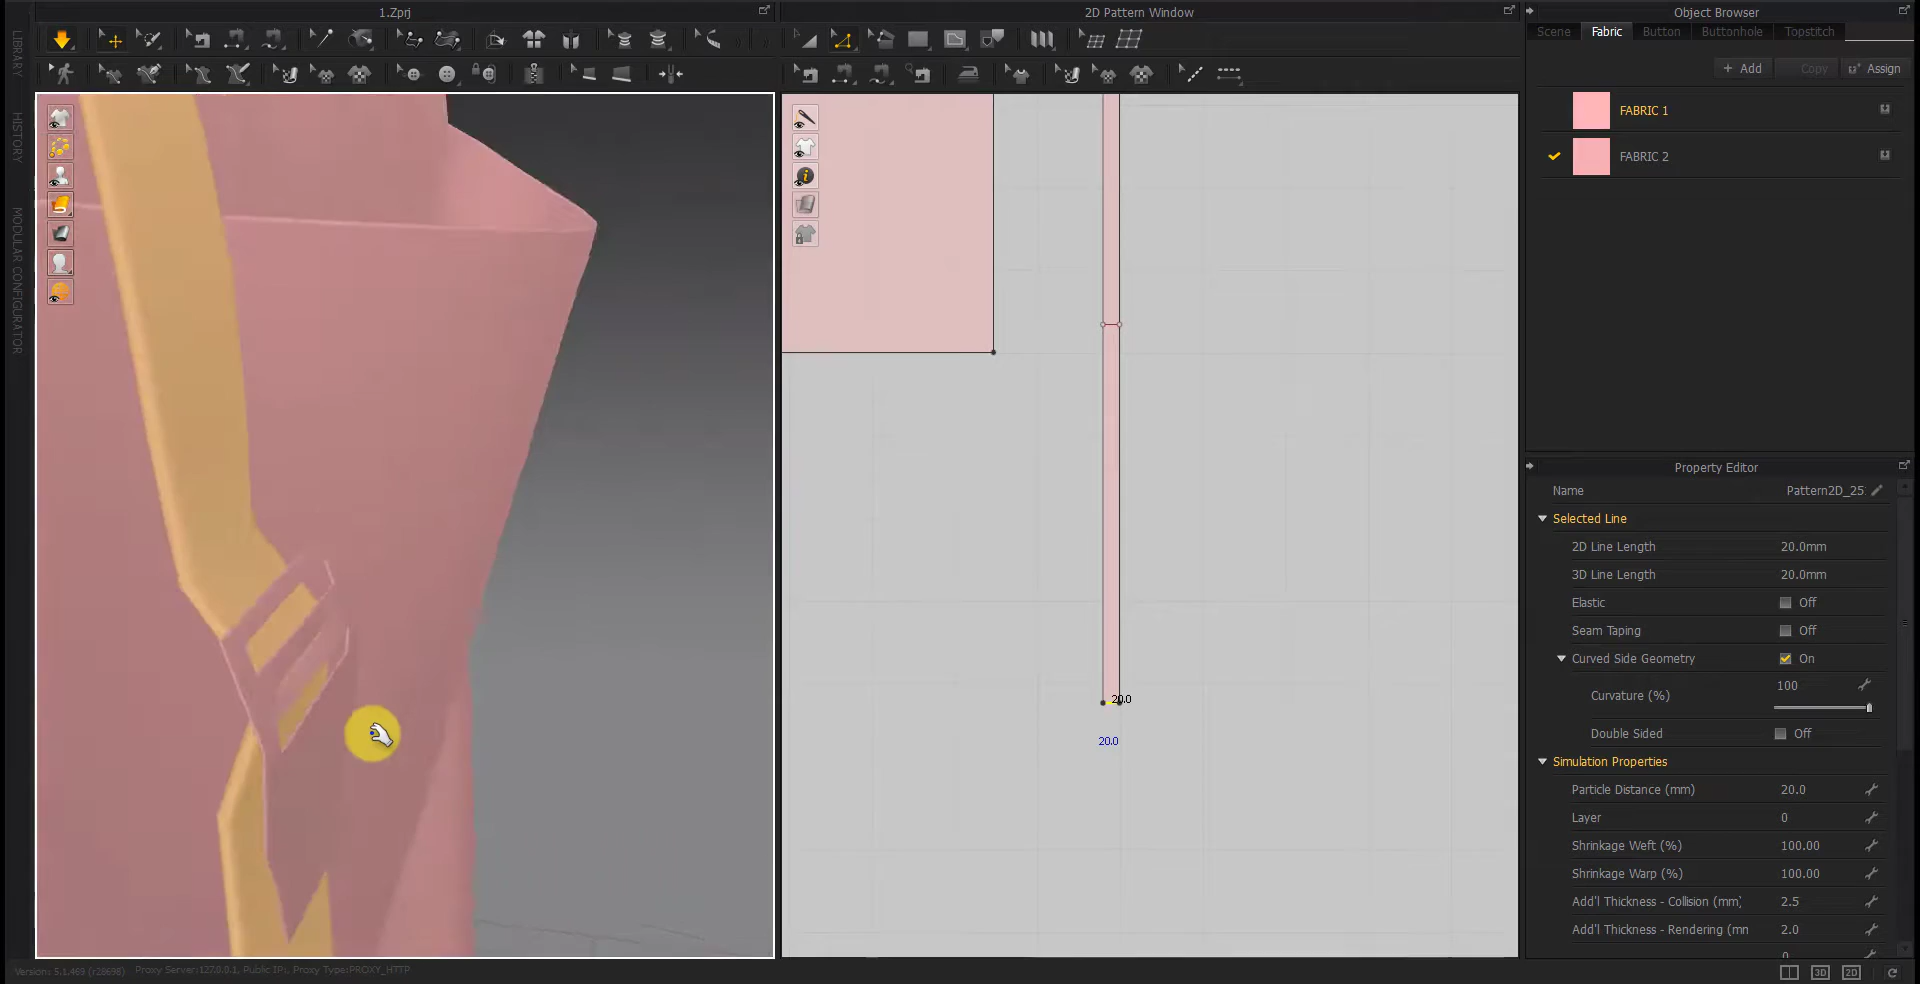 1.Zprj
2D Pattern Window
Object Browser
Scene
Fabric
Button
Buttonhole
Topstitch
+ Add
Copy
Assign
LIBRARY
HISTORY
MODULAR CONFIGURATOR
FABRIC 1
FABRIC 2
20.0
20.0
Property Editor
Name
Pattern2D_25
Selected Line
2D Line Length
20.0mm
3D Line Length
20.0mm
Elastic
Off
Seam Taping
Off
Curved Side Geometry
On
Curvature (%)
100
Double Sided
Off
Simulation Properties
Particle Distance (mm)
20.0
Layer
0
Shrinkage Weft (%)
100.00
Shrinkage Warp (%)
100.00
Add'l Thickness - Collision (mm)
2.5
Add'l Thickness - Rendering (mm
2.0
0
Version: 5.1.469 (r28698)
Proxy Server:127.0.0.1, Public IP:, Proxy Type:PROXY_HTTP
3D
2D